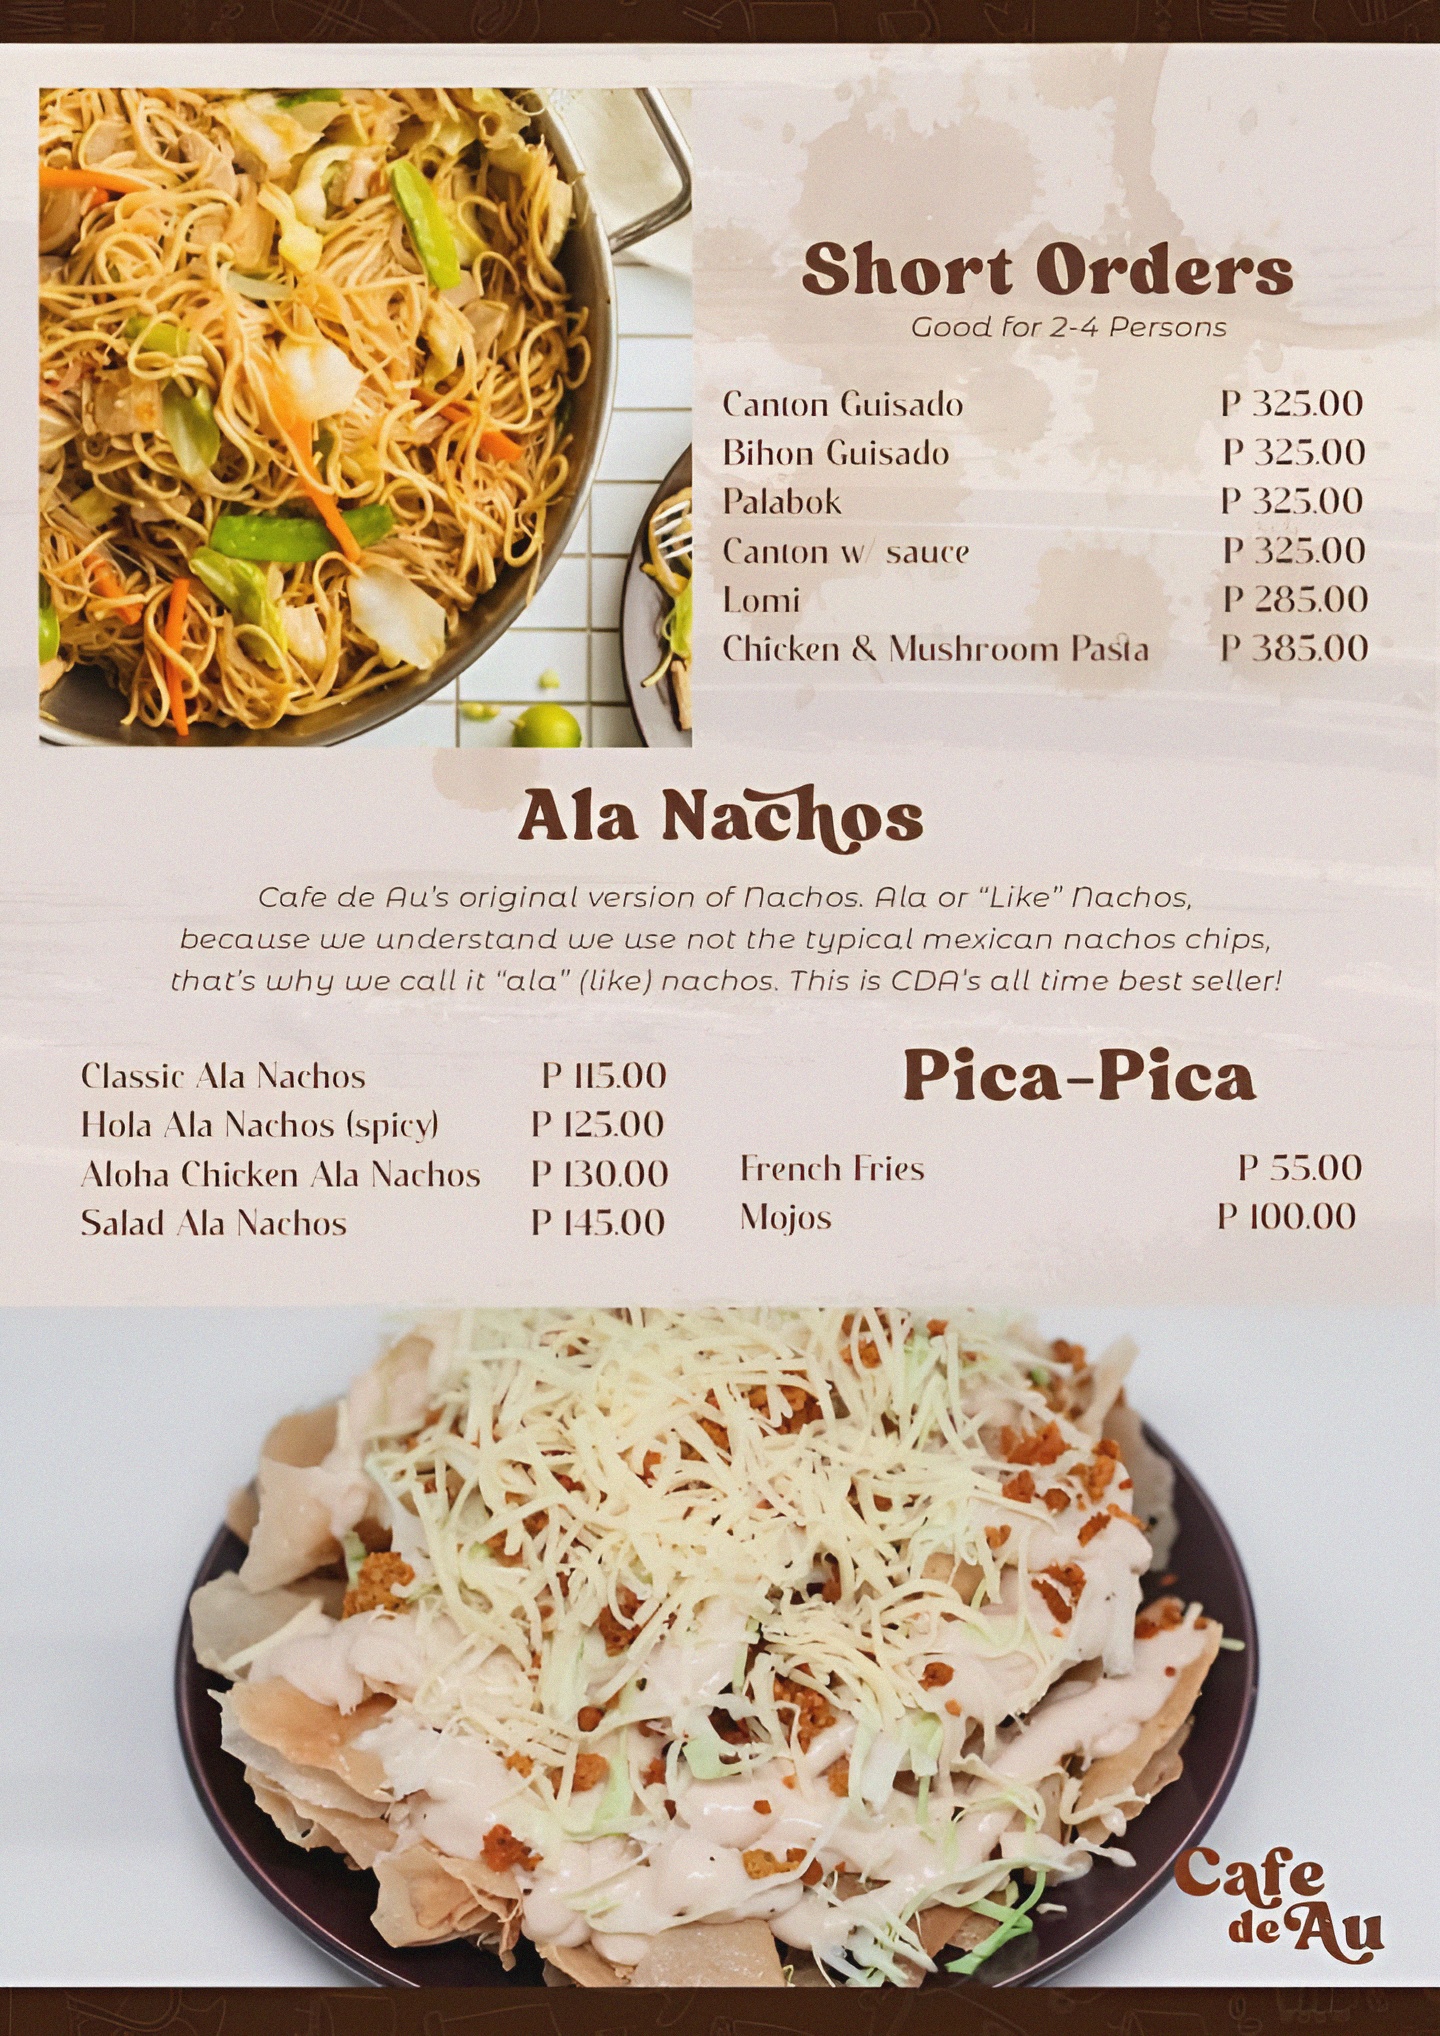 Short Orders
Good for 2-4 Persons
Canton Guisado P 325.00
Bihon Guisado P 325.00
Palabok P 325.00
Canton w/ sauce P 325.00
Lomi P 285.00
Chicken & Mushroom Pasta P 385.00
Ala Nachos
Cafe de Au's original version of Nachos. Ala or “Like” Nachos,
because we understand we use not the typical mexican nachos chips,
that's why we call it “ala” (like) nachos. This is CDA's all time best seller!
Classic Ala Nachos P 115.00
Hola Ala Nachos (spicy) P 125.00
Aloha Chicken Ala Nachos P 130.00
Salad Ala Nachos P 145.00
Pica-Pica
French Fries P 55.00
Mojos P 100.00
Cafe
de Au